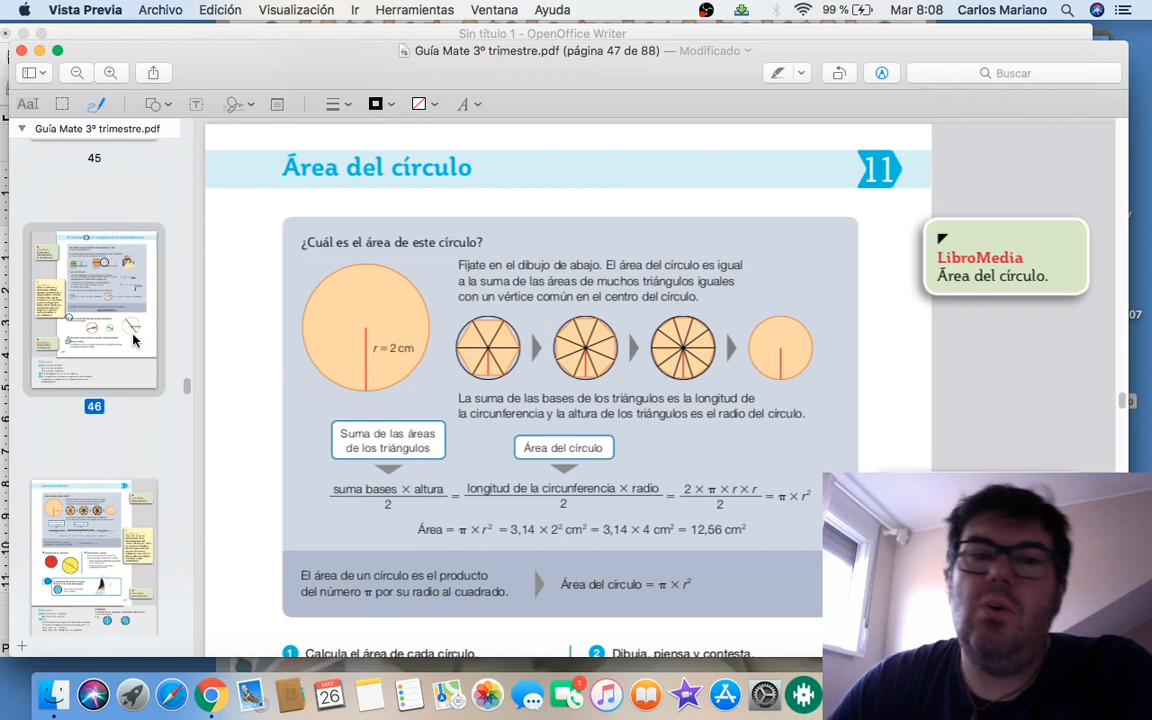 Vista Previa Archivo Edición Visualización Ir Herramientas Ventana Ayuda 99 % Mar 8:08 Carlos Mariano
Sin título 1 - OpenOffice Writer
Guía Mate 3º trimestre.pdf (página 47 de 88) — Modificado
Buscar
AaI T A
Guía Mate 3º trimestre.pdf
45
46
Área del círculo
11
¿Cuál es el área de este círculo?
r = 2 cm
Fíjate en el dibujo de abajo. El área del círculo es igual
a la suma de las áreas de muchos triángulos iguales
con un vértice común en el centro del círculo.
La suma de las bases de los triángulos es la longitud de
la circunferencia y la altura de los triángulos es el radio del círculo.
Suma de las áreas
de los triángulos
Área del círculo
suma bases × altura / 2 = longitud de la circunferencia × radio / 2 = 2 × π × r × r / 2 = π × r²
Área = π × r² = 3,14 × 2² cm² = 3,14 × 4 cm² = 12,56 cm²
El área de un círculo es el producto
del número π por su radio al cuadrado.
Área del círculo = π × r²
1 Calcula el área de cada círculo.
2 Dibuja, piensa y contesta.
LibroMedia
Área del círculo.
07
MAY
26
1